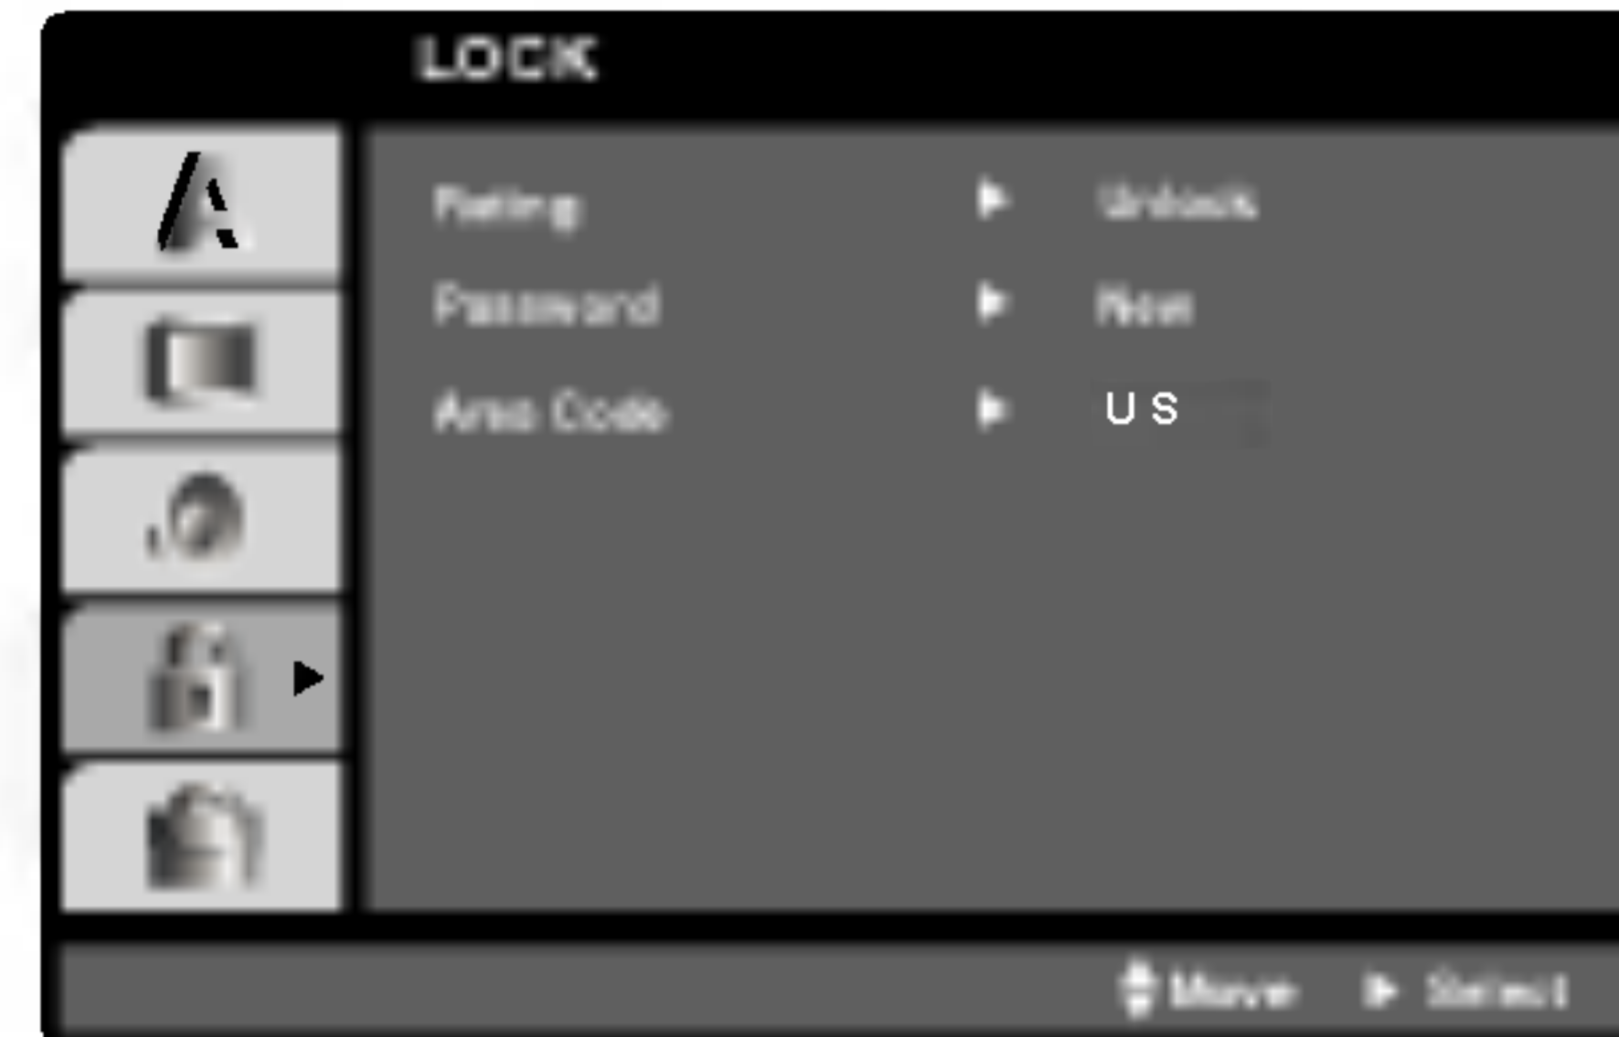 LOCK
Rating Unlock
Password New
Area Code U S
Move Select